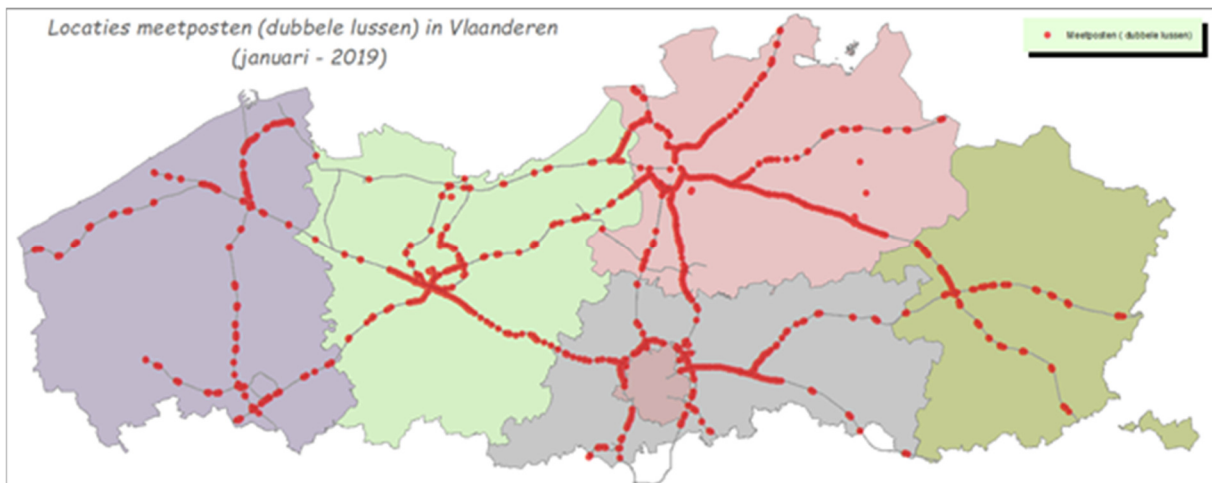 Locaties meetposten (dubbele lussen) in Vlaanderen
(januari - 2019)
Meetposten ( dubbele lussen)